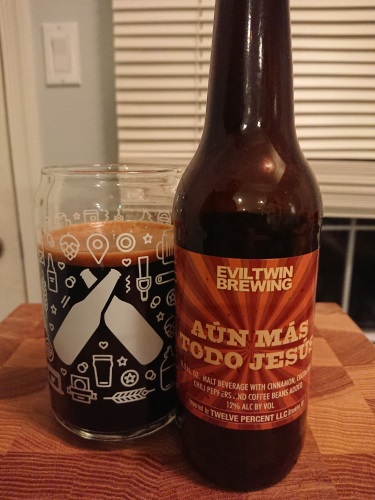 EVILTWIN
BREWING
AÚN MÁS
TODO JESÚS
MALT BEVERAGE WITH CINNAMON,
CHILI PEPPERS, AND COFFEE BEANS ADDED
12% ALC BY VOL
TWELVE PERCENT LLC